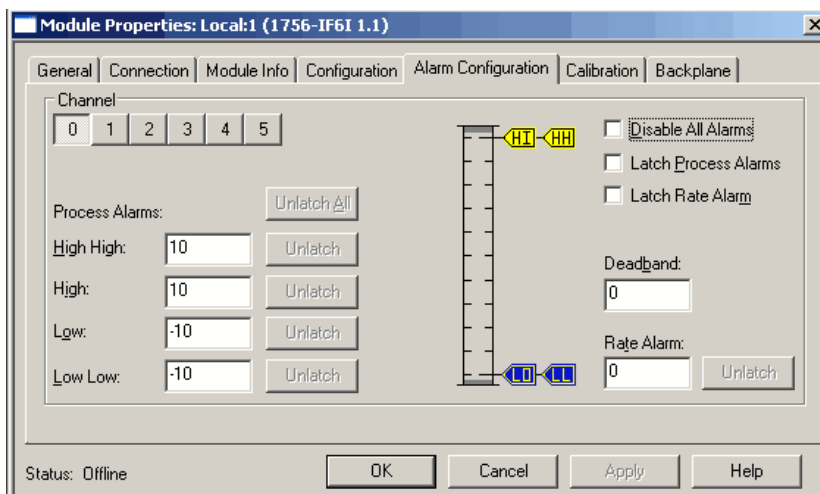 Module Properties: Local:1 (1756-IF6I 1.1)
General Connection Module Info Configuration Alarm Configuration Calibration Backplane
Channel
0 1 2 3 4 5
HI HH
Disable All Alarms
Latch Process Alarms
Latch Rate Alarm
Process Alarms: Unlatch All
High High: 10 Unlatch
High: 10 Unlatch
Low: -10 Unlatch
Low Low: -10 Unlatch
Deadband:
0
Rate Alarm:
0 Unlatch
LO LL
Status: Offline OK Cancel Apply Help